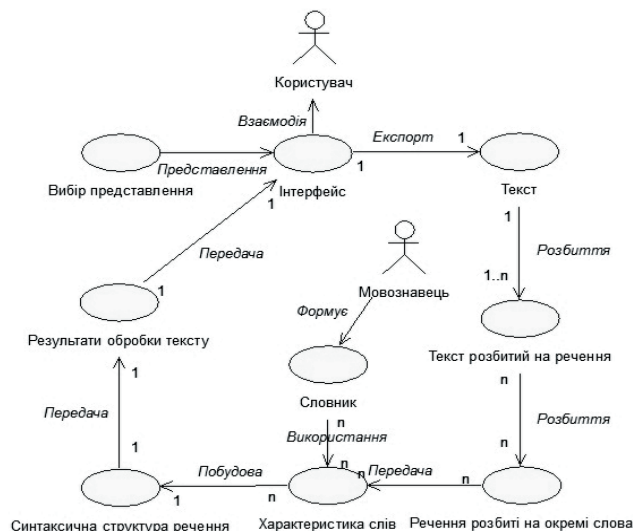 Користувач
Взаємодія
Експорт
1
1
Представлення
Вибір представлення
Інтерфейс
Текст
1
1
Передача
Розбиття
1
1..n
Мовознавець
Формує
Результати обробки тексту
Текст розбитий на речення
1
n
Словник
Передача
n
Розбиття
Використання
1
n
n
Побудова
n
Передача
1
n
n
Синтаксична структура речення
Характеристика слів
Речення розбиті на окремі слова